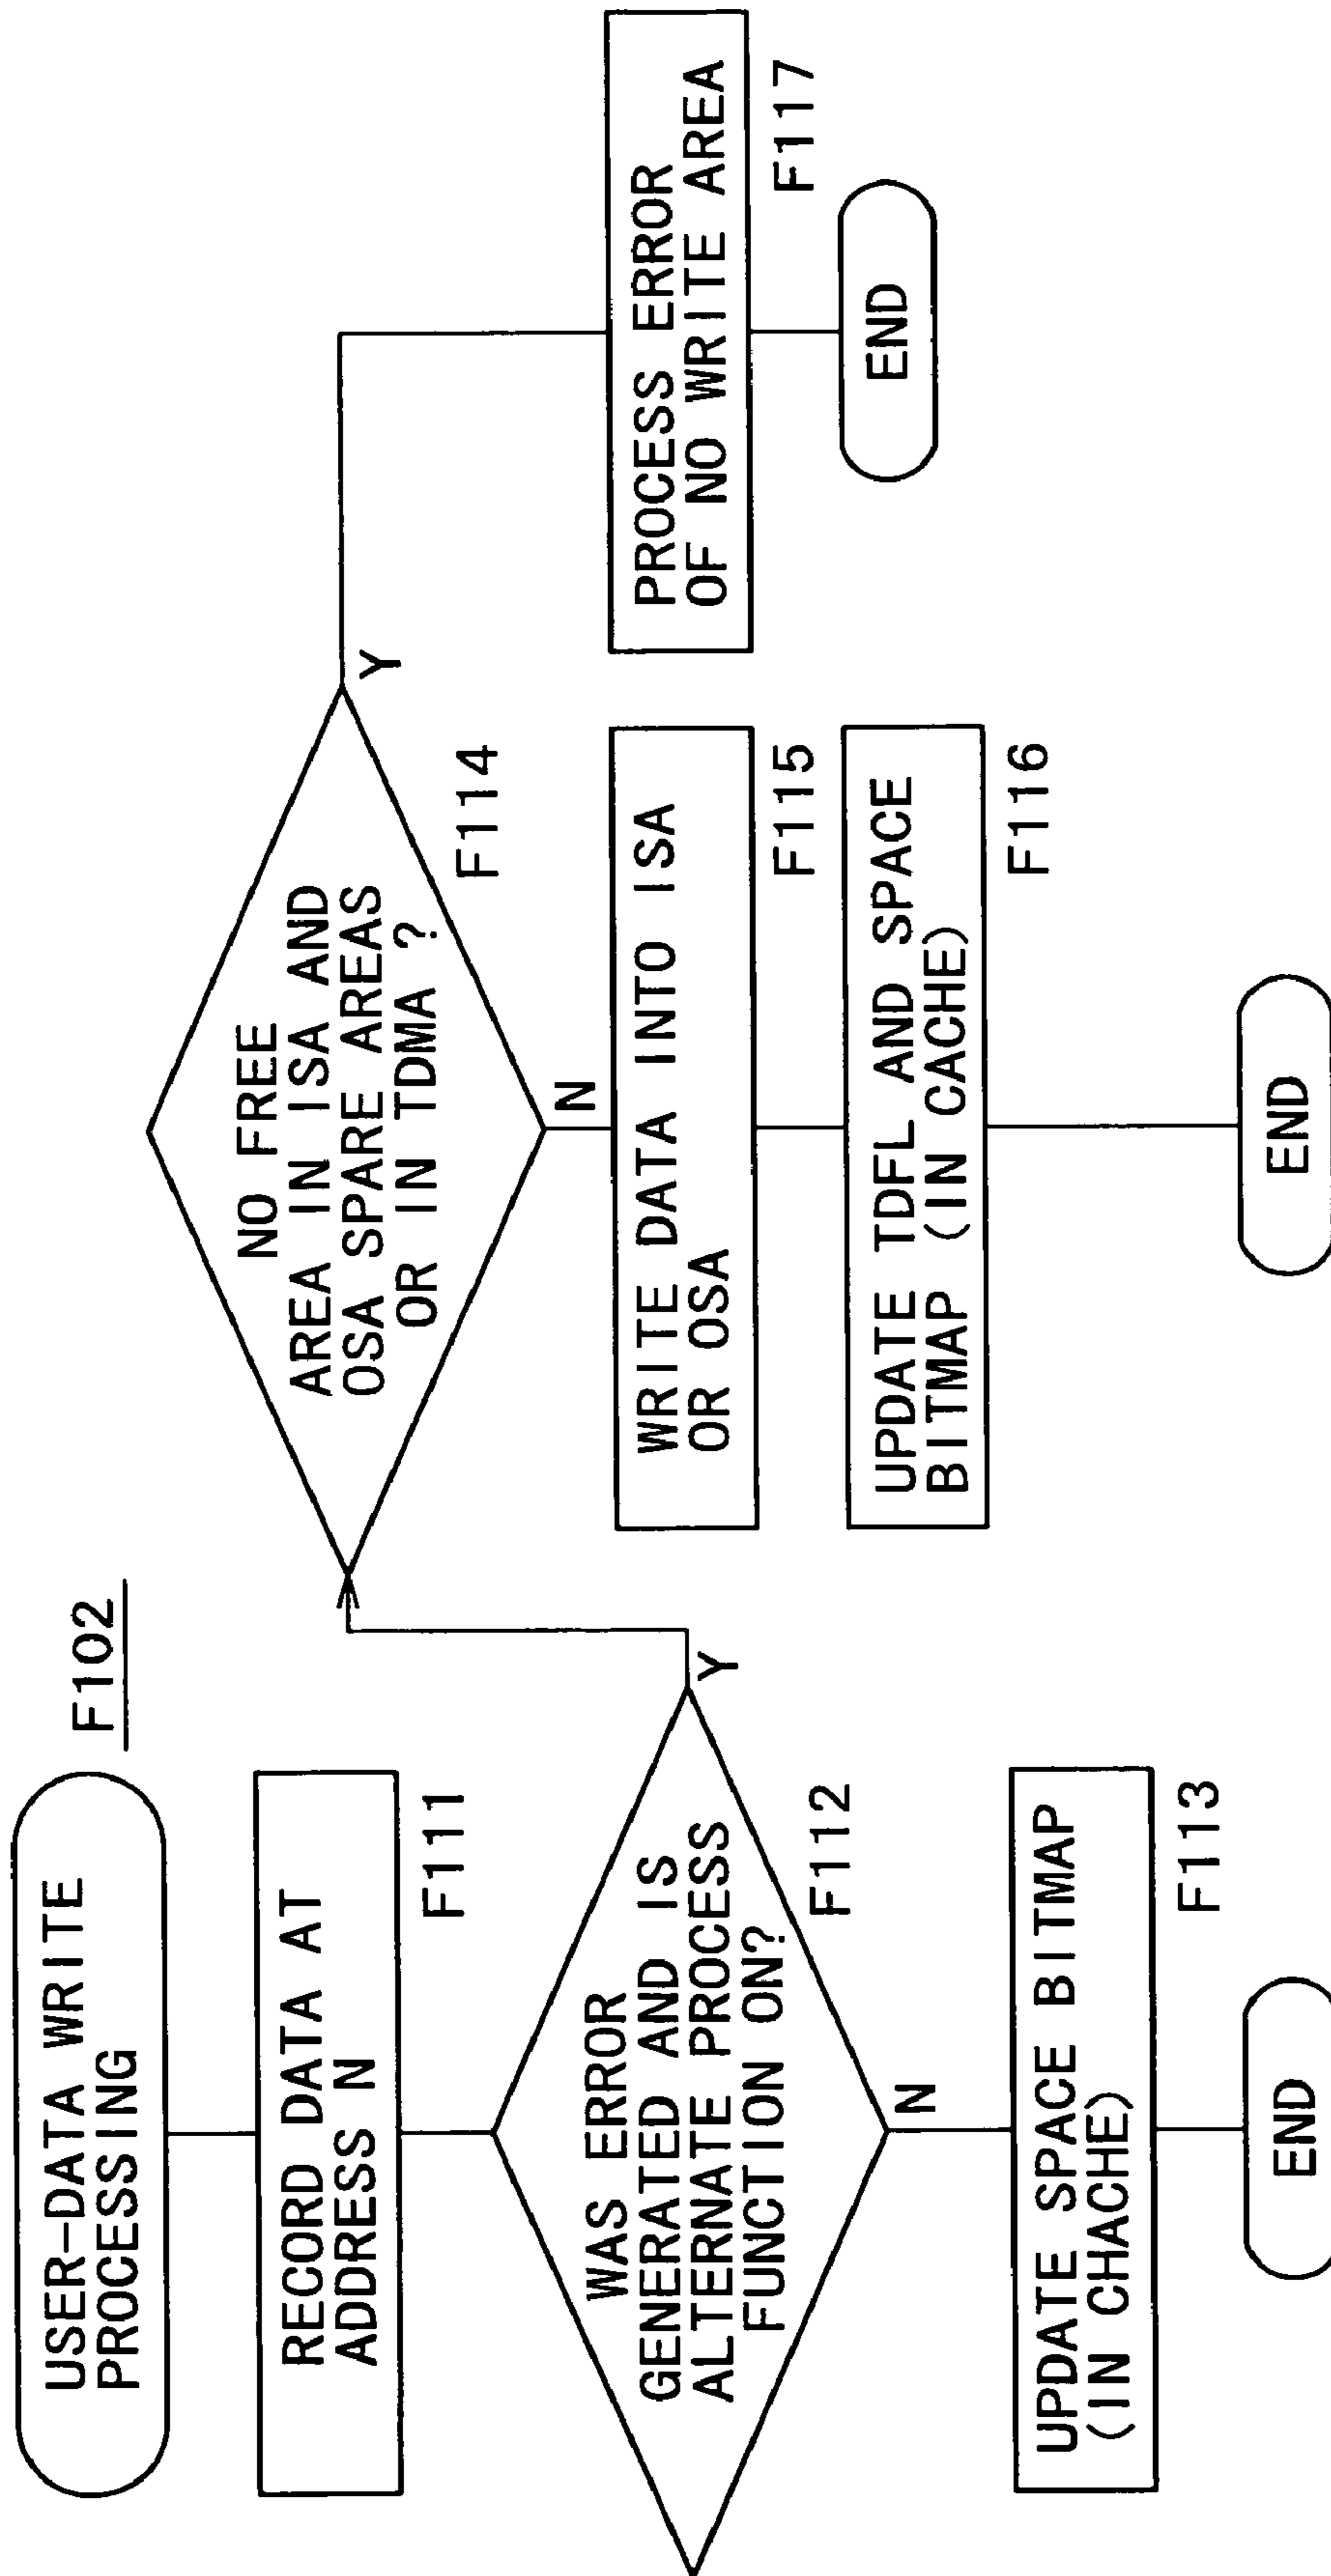 USER-DATA WRITE
PROCESSING
F102
RECORD DATA AT
ADDRESS N
F111
WAS ERROR
GENERATED AND IS
ALTERNATE PROCESS
FUNCTION ON?
Y
F112
N
UPDATE SPACE BITMAP
(IN CHACHE)
F113
END
NO FREE
AREA IN ISA AND
OSA SPARE AREAS
OR IN TDMA ?
Y
F114
N
WRITE DATA INTO ISA
OR OSA
F115
UPDATE TDFL AND SPACE
BITMAP (IN CACHE)
F116
END
PROCESS ERROR
OF NO WRITE AREA
F117
END